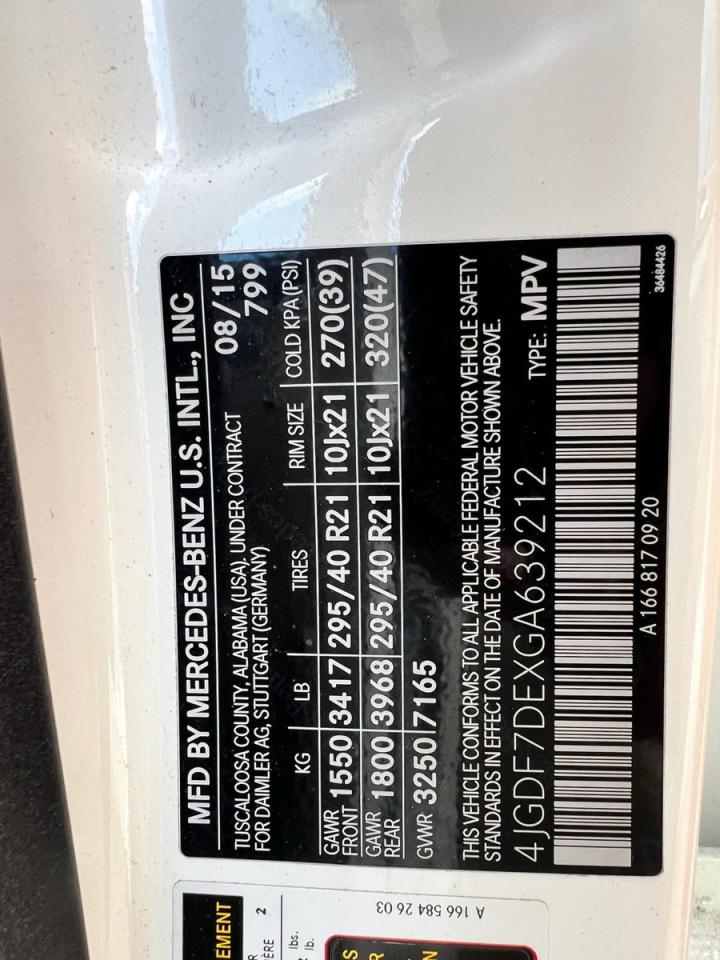 MFD BY MERCEDES-BENZ U.S. INTL., INC
TUSCALOOSA COUNTY, ALABAMA (USA), UNDER CONTRACT 08/15
FOR DAIMLER AG, STUTTGART (GERMANY) 799
KG LB TIRES RIM SIZE COLD KPA (PSI)
GAWR FRONT 1550 3417 295/40 R21 10Jx21 270(39)
GAWR REAR 1800 3968 295/40 R21 10Jx21 320(47)
GVWR 3250 7165
THIS VEHICLE CONFORMS TO ALL APPLICABLE FEDERAL MOTOR VEHICLE SAFETY
STANDARDS IN EFFECT ON THE DATE OF MANUFACTURE SHOWN ABOVE.
4JGDF7DEXGA639212 TYPE: MPV
A 166 817 09 20 36484426
A 166 584 26 03
EMENT
2
lbs.
lb.